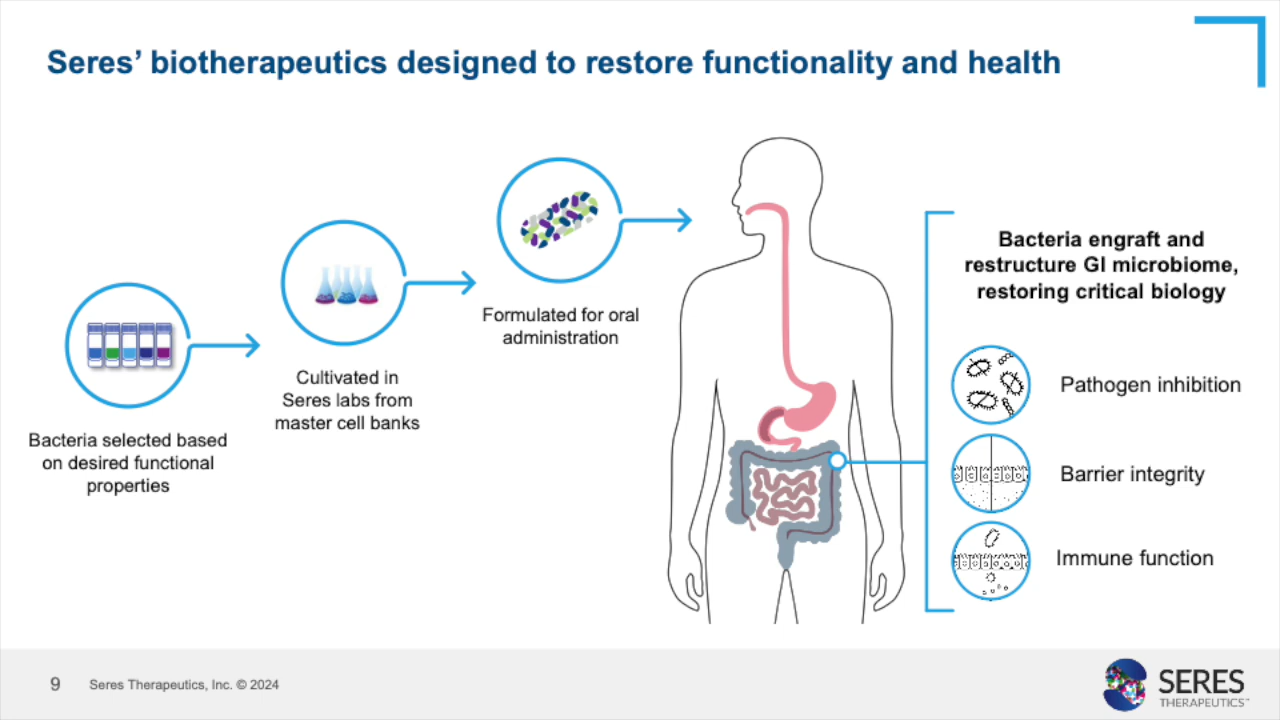 Seres’ biotherapeutics designed to restore functionality and health
Bacteria selected based
on desired functional
properties
Cultivated in
Seres labs from
master cell banks
Formulated for oral
administration
Bacteria engraft and
restructure GI microbiome,
restoring critical biology
Pathogen inhibition
Barrier integrity
Immune function
9
Seres Therapeutics, Inc. © 2024
SERES
THERAPEUTICS™